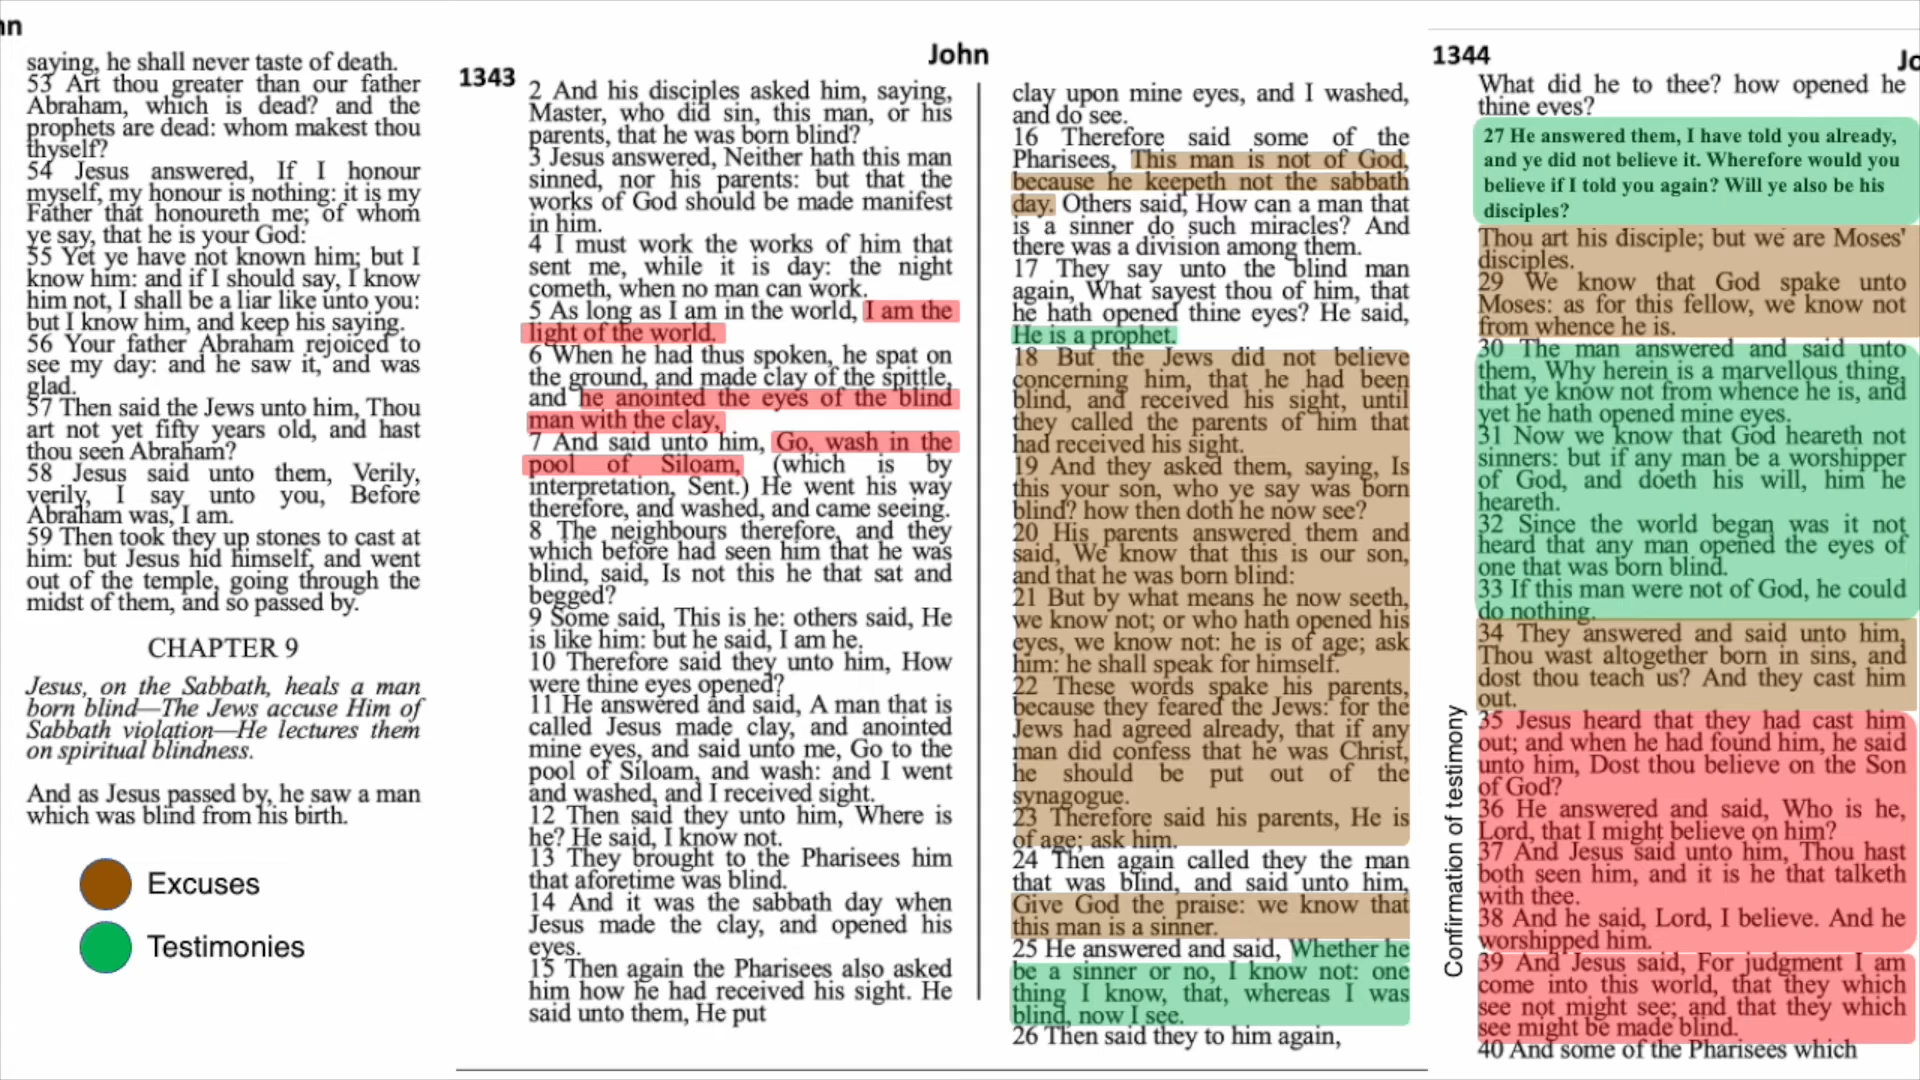 nn
saying, he shall never taste of death.
53 Art thou greater than our father
Abraham, which is dead? and the
prophets are dead: whom makest thou
thyself?
54 Jesus answered, If I honour
myself, my honour is nothing: it is my
Father that honoureth me; of whom
ye say, that he is your God:
55 Yet ye have not known him; but I
know him: and if I should say, I know
him not, I shall be a liar like unto you:
but I know him, and keep his saying.
56 Your father Abraham rejoiced to
see my day: and he saw it, and was
glad.
57 Then said the Jews unto him, Thou
art not yet fifty years old, and hast
thou seen Abraham?
58 Jesus said unto them, Verily,
verily, I say unto you, Before
Abraham was, I am.
59 Then took they up stones to cast at
him: but Jesus hid himself, and went
out of the temple, going through the
midst of them, and so passed by.
CHAPTER 9
Jesus, on the Sabbath, heals a man
born blind—The Jews accuse Him of
Sabbath violation—He lectures them
on spiritual blindness.
And as Jesus passed by, he saw a man
which was blind from his birth.
Excuses
Testimonies
1343
John
2 And his disciples asked him, saying,
Master, who did sin, this man, or his
parents, that he was born blind?
3 Jesus answered, Neither hath this man
sinned, nor his parents: but that the
works of God should be made manifest
in him.
4 I must work the works of him that
sent me, while it is day: the night
cometh, when no man can work.
5 As long as I am in the world, I am the
light of the world.
6 When he had thus spoken, he spat on
the ground, and made clay of the spittle,
and he anointed the eyes of the blind
man with the clay,
7 And said unto him, Go, wash in the
pool of Siloam, (which is by
interpretation, Sent.) He went his way
therefore, and washed, and came seeing.
8 The neighbours therefore, and they
which before had seen him that he was
blind, said, Is not this he that sat and
begged?
9 Some said, This is he: others said, He
is like him: but he said, I am he.
10 Therefore said they unto him, How
were thine eyes opened?
11 He answered and said, A man that is
called Jesus made clay, and anointed
mine eyes, and said unto me, Go to the
pool of Siloam, and wash: and I went
and washed, and I received sight.
12 Then said they unto him, Where is
he? He said, I know not.
13 They brought to the Pharisees him
that aforetime was blind.
14 And it was the sabbath day when
Jesus made the clay, and opened his
eyes.
15 Then again the Pharisees also asked
him how he had received his sight. He
said unto them, He put
clay upon mine eyes, and I washed,
and do see.
16 Therefore said some of the
Pharisees, This man is not of God,
because he keepeth not the sabbath
day. Others said, How can a man that
is a sinner do such miracles? And
there was a division among them.
17 They say unto the blind man
again, What sayest thou of him, that
he hath opened thine eyes? He said,
He is a prophet.
18 But the Jews did not believe
concerning him, that he had been
blind, and received his sight, until
they called the parents of him that
had received his sight.
19 And they asked them, saying, Is
this your son, who ye say was born
blind? how then doth he now see?
20 His parents answered them and
said, We know that this is our son,
and that he was born blind:
21 But by what means he now seeth,
we know not; or who hath opened his
eyes, we know not: he is of age; ask
him: he shall speak for himself.
22 These words spake his parents,
because they feared the Jews: for the
Jews had agreed already, that if any
man did confess that he was Christ,
he should be put out of the
synagogue.
23 Therefore said his parents, He is
of age; ask him.
24 Then again called they the man
that was blind, and said unto him,
Give God the praise: we know that
this man is a sinner.
25 He answered and said, Whether he
be a sinner or no, I know not: one
thing I know, that, whereas I was
blind, now I see.
26 Then said they to him again,
1344
Jo
What did he to thee? how opened he
thine eyes?
27 He answered them, I have told you already,
and ye did not believe it. Wherefore would you
believe if I told you again? Will ye also be his
disciples?
Thou art his disciple; but we are Moses'
disciples.
29 We know that God spake unto
Moses: as for this fellow, we know not
from whence he is.
30 The man answered and said unto
them, Why herein is a marvellous thing,
that ye know not from whence he is, and
yet he hath opened mine eyes.
31 Now we know that God heareth not
sinners: but if any man be a worshipper
of God, and doeth his will, him he
heareth.
32 Since the world began was it not
heard that any man opened the eyes of
one that was born blind.
33 If this man were not of God, he could
do nothing.
34 They answered and said unto him,
Thou wast altogether born in sins, and
dost thou teach us? And they cast him
out.
Confirmation of testimony
35 Jesus heard that they had cast him
out; and when he had found him, he said
unto him, Dost thou believe on the Son
of God?
36 He answered and said, Who is he,
Lord, that I might believe on him?
37 And Jesus said unto him, Thou hast
both seen him, and it is he that talketh
with thee.
38 And he said, Lord, I believe. And he
worshipped him.
39 And Jesus said, For judgment I am
come into this world, that they which
see not might see; and that they which
see might be made blind.
40 And some of the Pharisees which